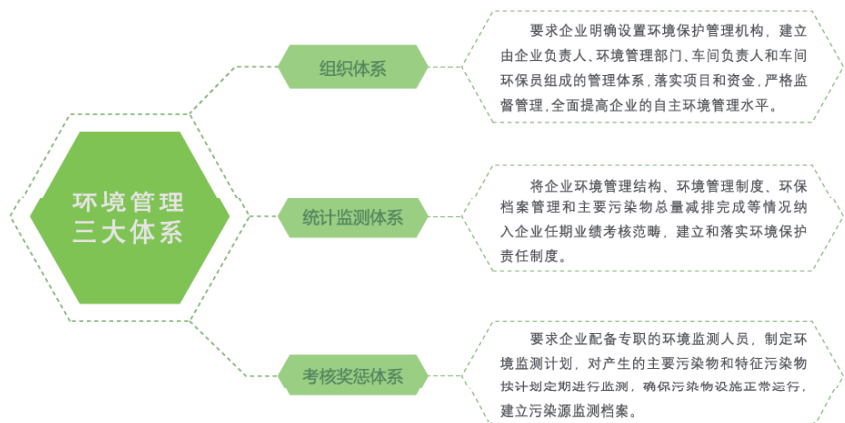 环境管理
三大体系
组织体系
要求企业明确设置环境保护管理机构，建立
由企业负责人、环境管理部门、车间负责人和车间
环保员组成的管理体系，落实项目和资金，严格监
督管理，全面提高企业的自主环境管理水平。
统计监测体系
将企业环境管理结构、环境管理制度、环保
档案管理和主要污染物总量减排完成等情况纳
入企业任期业绩考核范畴，建立和落实环境保护
责任制度。
考核奖惩体系
要求企业配备专职的环境监测人员，制定环
境监测计划，对产生的主要污染物和特征污染物
按计划定期进行监测，确保污染物设施正常运行，
建立污染源监测档案。